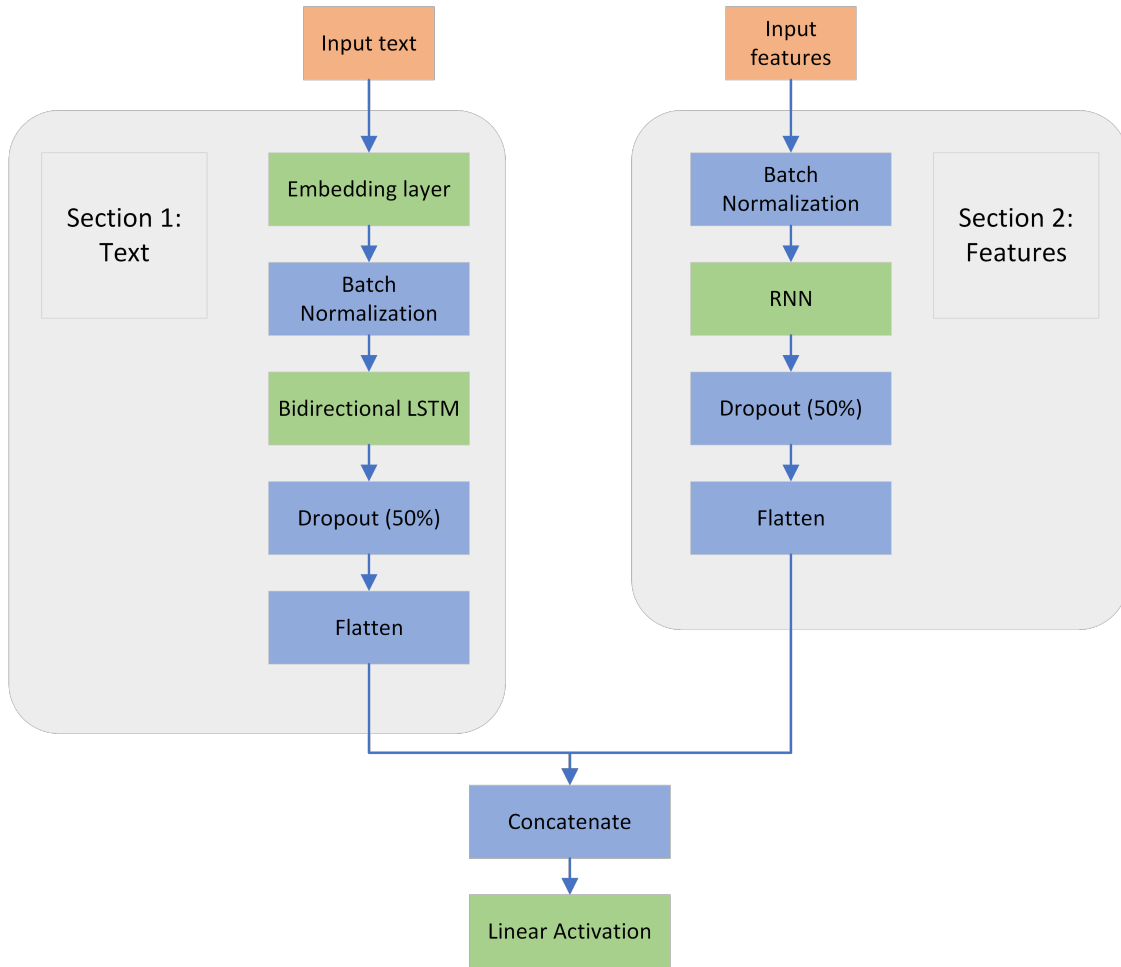 Input text
Input
features
Section 1:
Text
Embedding layer
Batch
Normalization
Bidirectional LSTM
Dropout (50%)
Flatten
Batch
Normalization
RNN
Dropout (50%)
Flatten
Section 2:
Features
Concatenate
Linear Activation